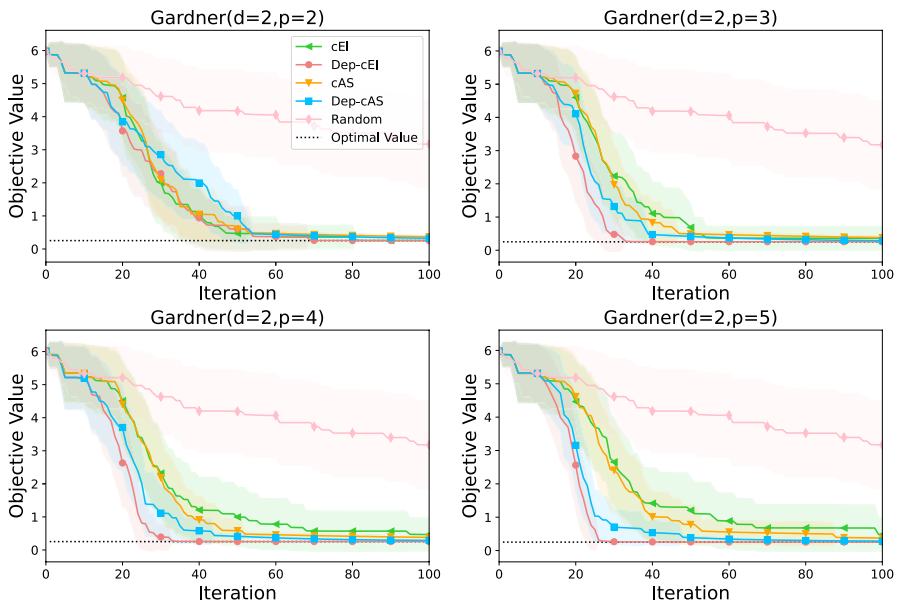 Gardner(d=2,p=2)
Objective Value
6
5
4
3
2
1
0
cEI
Dep-cEI
cAS
Dep-cAS
Random
Optimal Value
0 20 40 60 80 100
Iteration
Gardner(d=2,p=3)
Objective Value
6
5
4
3
2
1
0
0 20 40 60 80 100
Iteration
Gardner(d=2,p=4)
Objective Value
6
5
4
3
2
1
0
0 20 40 60 80 100
Iteration
Gardner(d=2,p=5)
Objective Value
6
5
4
3
2
1
0
0 20 40 60 80 100
Iteration